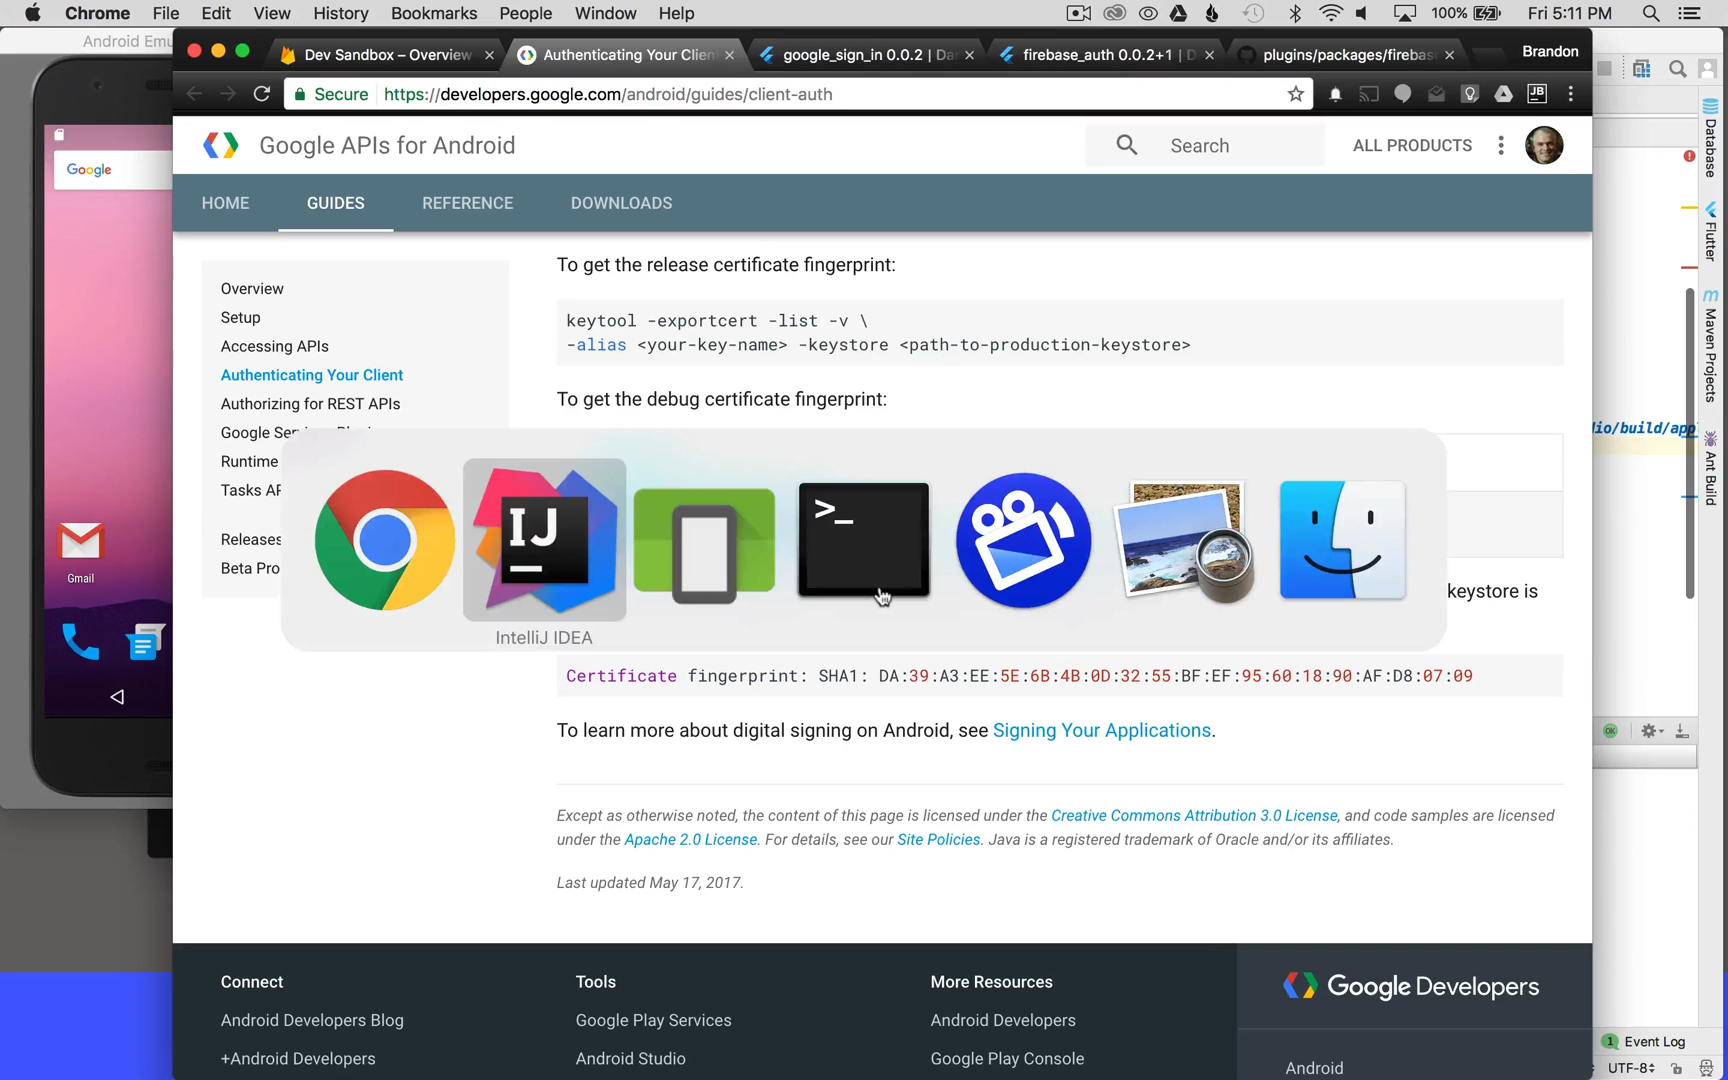 Chrome File Edit View History Bookmarks People Window Help 100% Fri 5:11 PM
Android Emu
Dev Sandbox – Overview
Authenticating Your Clien
google_sign_in 0.0.2 | Da
firebase_auth 0.0.2+1 | D
plugins/packages/firebas
Brandon
Secure https://developers.google.com/android/guides/client-auth
JB
Google APIs for Android
Search
ALL PRODUCTS
HOME GUIDES REFERENCE DOWNLOADS
Overview
Setup
Accessing APIs
Authenticating Your Client
Authorizing for REST APIs
Google Ser
Runtime
Tasks AP
Releases
Beta Pro
To get the release certificate fingerprint:
keytool -exportcert -list -v \
-alias <your-key-name> -keystore <path-to-production-keystore>
To get the debug certificate fingerprint:
keystore is
IJ
>_
IntelliJ IDEA
Certificate fingerprint: SHA1: DA:39:A3:EE:5E:6B:4B:0D:32:55:BF:EF:95:60:18:90:AF:D8:07:09
To learn more about digital signing on Android, see Signing Your Applications.
Except as otherwise noted, the content of this page is licensed under the Creative Commons Attribution 3.0 License, and code samples are licensed
under the Apache 2.0 License. For details, see our Site Policies. Java is a registered trademark of Oracle and/or its affiliates.
Last updated May 17, 2017.
Connect
Android Developers Blog
+Android Developers
Tools
Google Play Services
Android Studio
More Resources
Android Developers
Google Play Console
Google Developers
Android
Google
Gmail
Database
Flutter
m
Maven Projects
Ant Build
dio/build/app
OK
1 Event Log
UTF-8